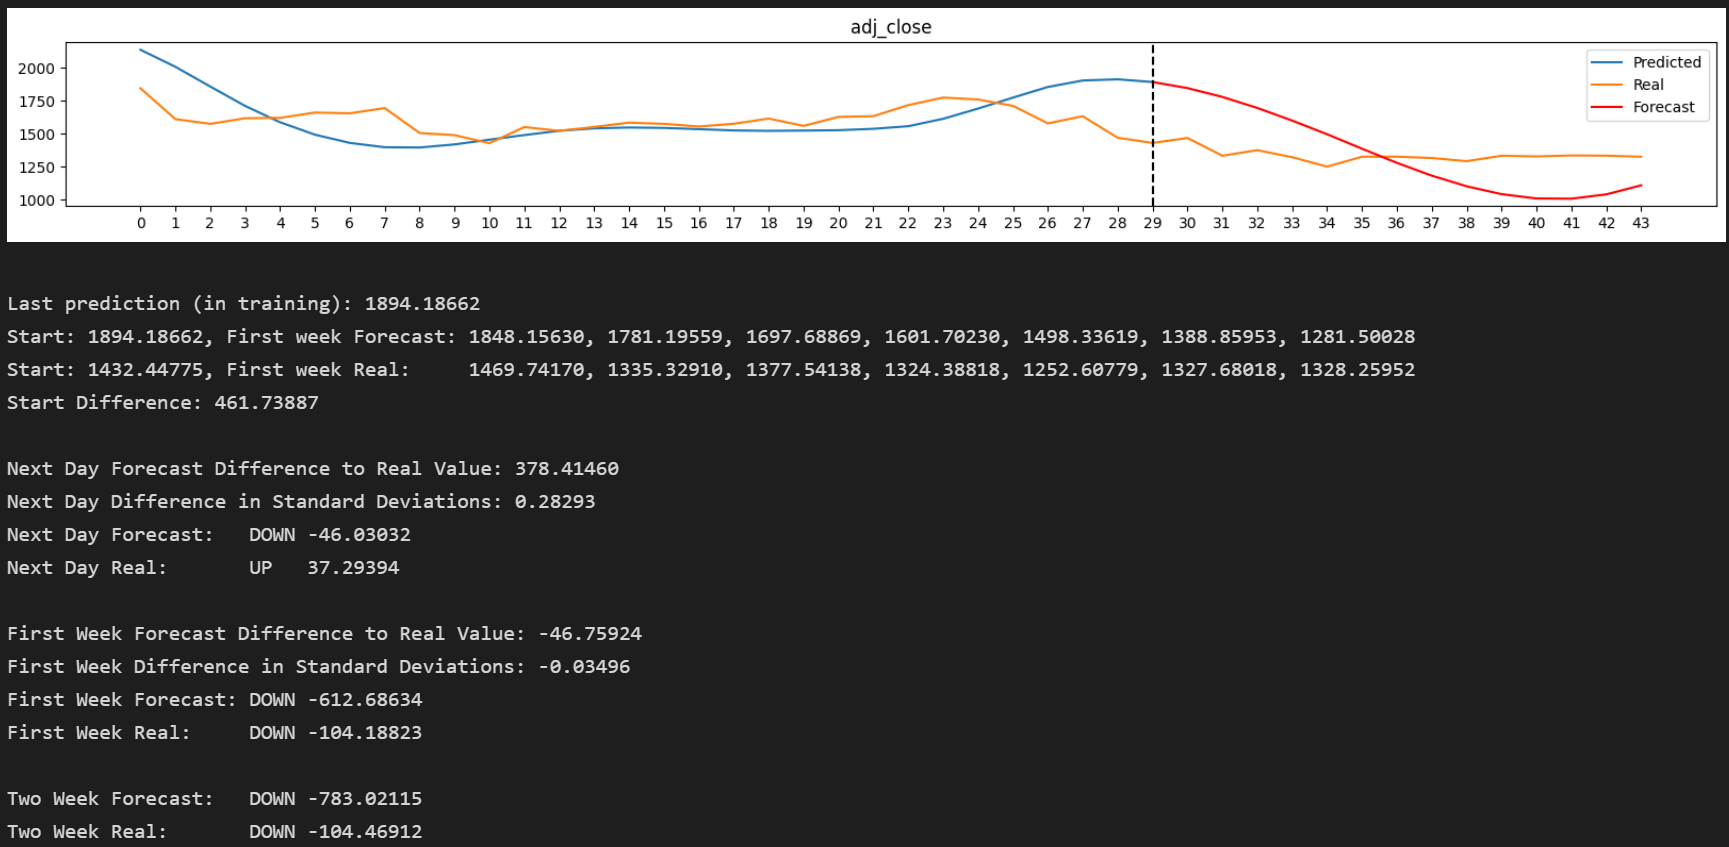 adj_close
Predicted
Real
Forecast
2000
1750
1500
1250
1000
0 1 2 3 4 5 6 7 8 9 10 11 12 13 14 15 16 17 18 19 20 21 22 23 24 25 26 27 28 29 30 31 32 33 34 35 36 37 38 39 40 41 42 43
Last prediction (in training): 1894.18662
Start: 1894.18662, First week Forecast: 1848.15630, 1781.19559, 1697.68869, 1601.70230, 1498.33619, 1388.85953, 1281.50028
Start: 1432.44775, First week Real:     1469.74170, 1335.32910, 1377.54138, 1324.38818, 1252.60779, 1327.68018, 1328.25952
Start Difference: 461.73887
Next Day Forecast Difference to Real Value: 378.41460
Next Day Difference in Standard Deviations: 0.28293
Next Day Forecast:   DOWN -46.03032
Next Day Real:       UP   37.29394
First Week Forecast Difference to Real Value: -46.75924
First Week Difference in Standard Deviations: -0.03496
First Week Forecast: DOWN -612.68634
First Week Real:     DOWN -104.18823
Two Week Forecast:   DOWN -783.02115
Two Week Real:       DOWN -104.46912